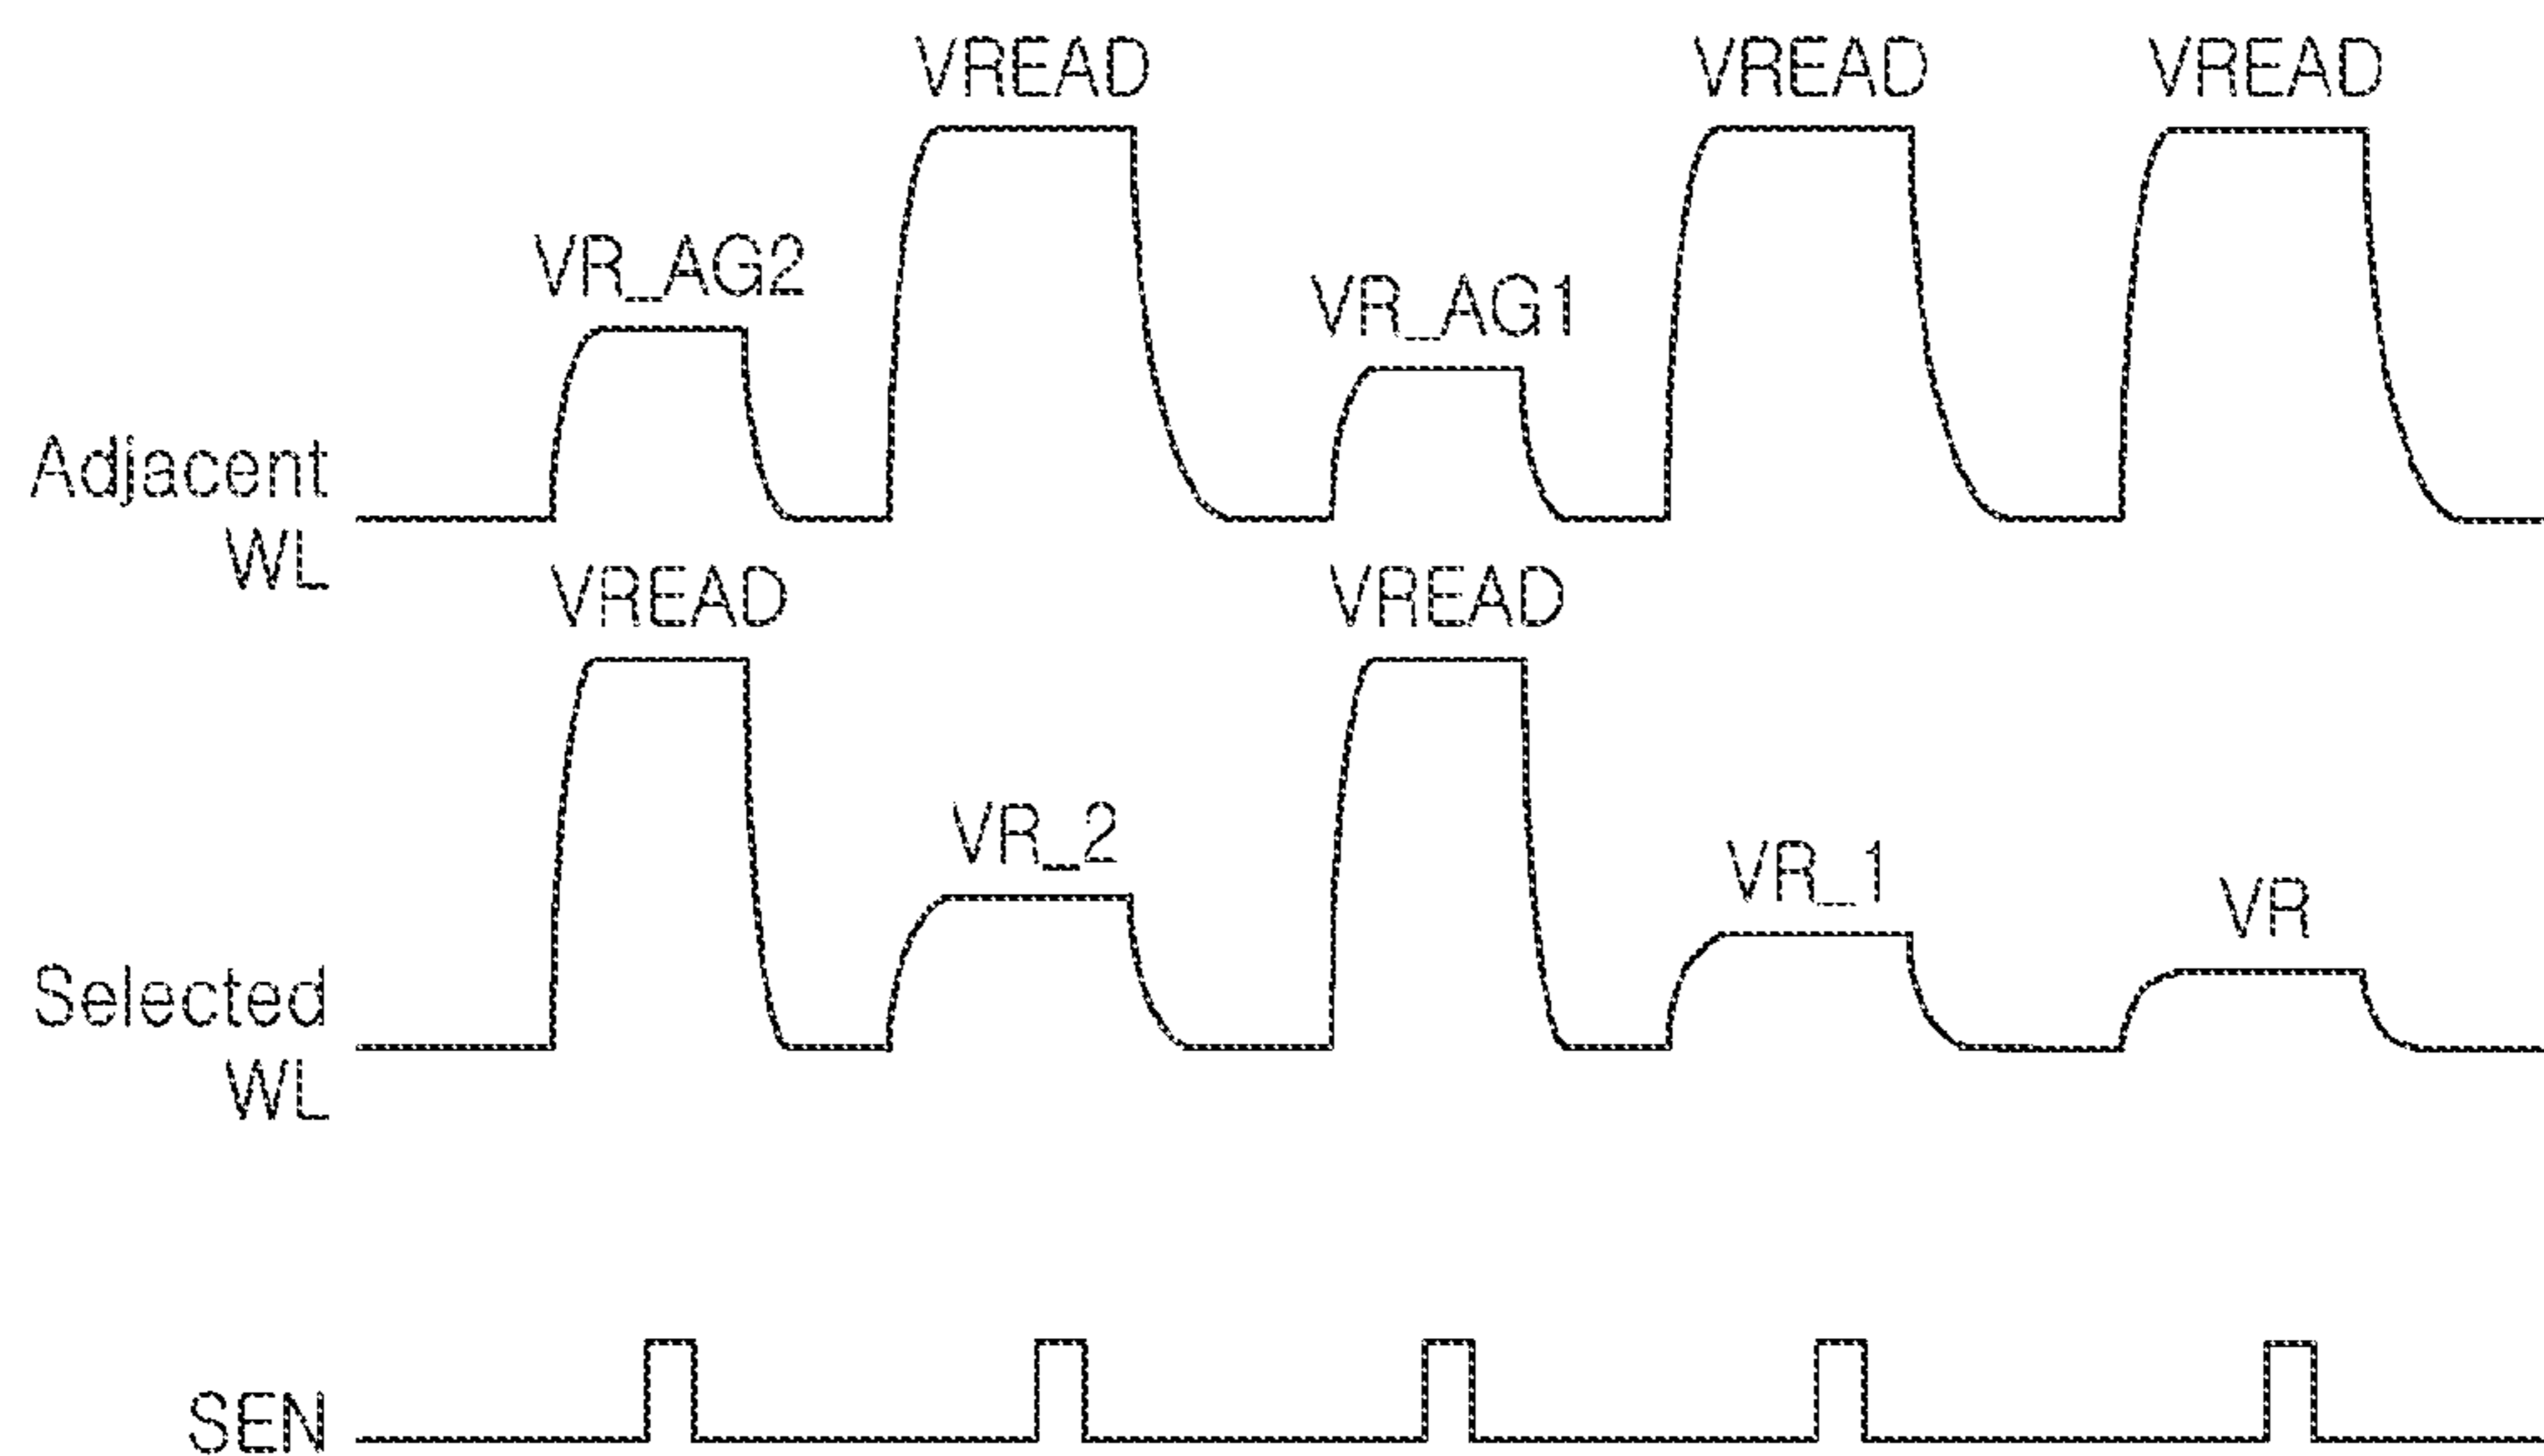 VREAD VREAD VREAD
VR_AG2 VR_AG1
Adjacent
WL
VREAD VREAD
VR_2 VR_1 VR
Selected
WL
SEN